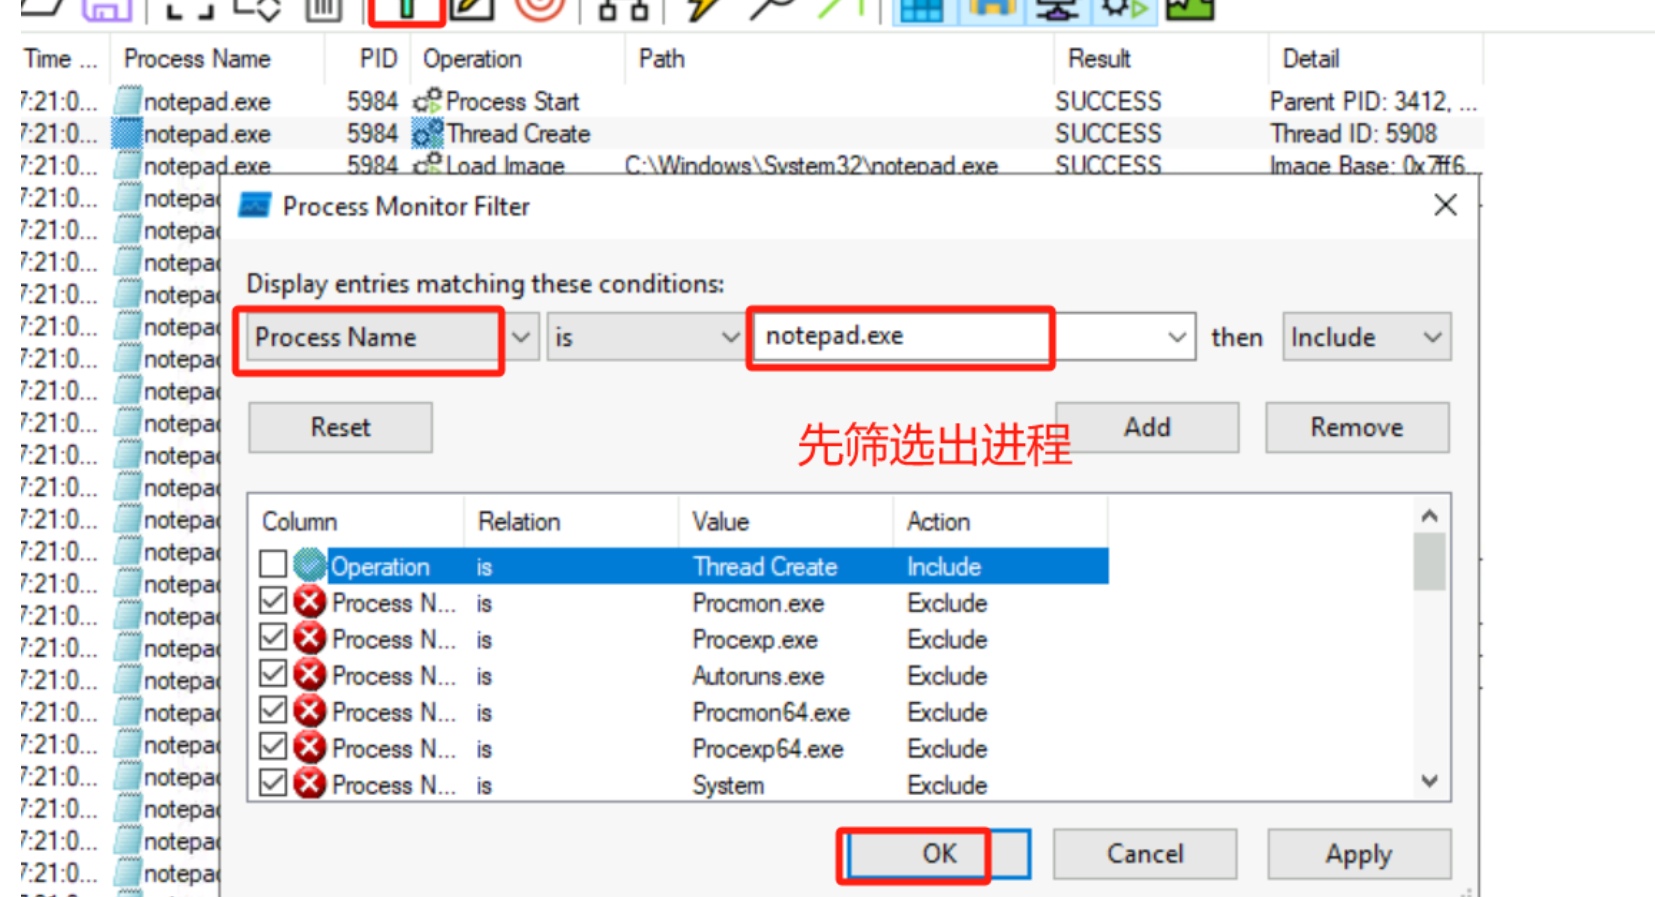 Time ... Process Name PID Operation Path Result Detail
7:21:0... notepad.exe 5984 Process Start SUCCESS Parent PID: 3412, ...
7:21:0... notepad.exe 5984 Thread Create SUCCESS Thread ID: 5908
7:21:0... notepad.exe 5984 Load Image C:\Windows\System32\notepad.exe SUCCESS Image Base: 0x7ff6...
7:21:0... notepa
Process Monitor Filter
7:21:0... notepa
7:21:0... notepa
Display entries matching these conditions:
7:21:0... notepa
7:21:0... notepa
Process Name is notepad.exe then Include
7:21:0... notepa
7:21:0... notepa
7:21:0... notepa
Reset 先筛选出进程 Add Remove
7:21:0... notepa
7:21:0... notepa
7:21:0... notepa
Column Relation Value Action
7:21:0... notepa
Operation is Thread Create Include
7:21:0... notepa
Process N... is Procmon.exe Exclude
7:21:0... notepa
Process N... is Procexp.exe Exclude
7:21:0... notepa
Process N... is Autoruns.exe Exclude
7:21:0... notepa
Process N... is Procmon64.exe Exclude
7:21:0... notepa
Process N... is Procexp64.exe Exclude
7:21:0... notepa
Process N... is System Exclude
7:21:0... notepa
7:21:0... notepa
OK Cancel Apply
7:21:0... notepa
7:21:0... notepa